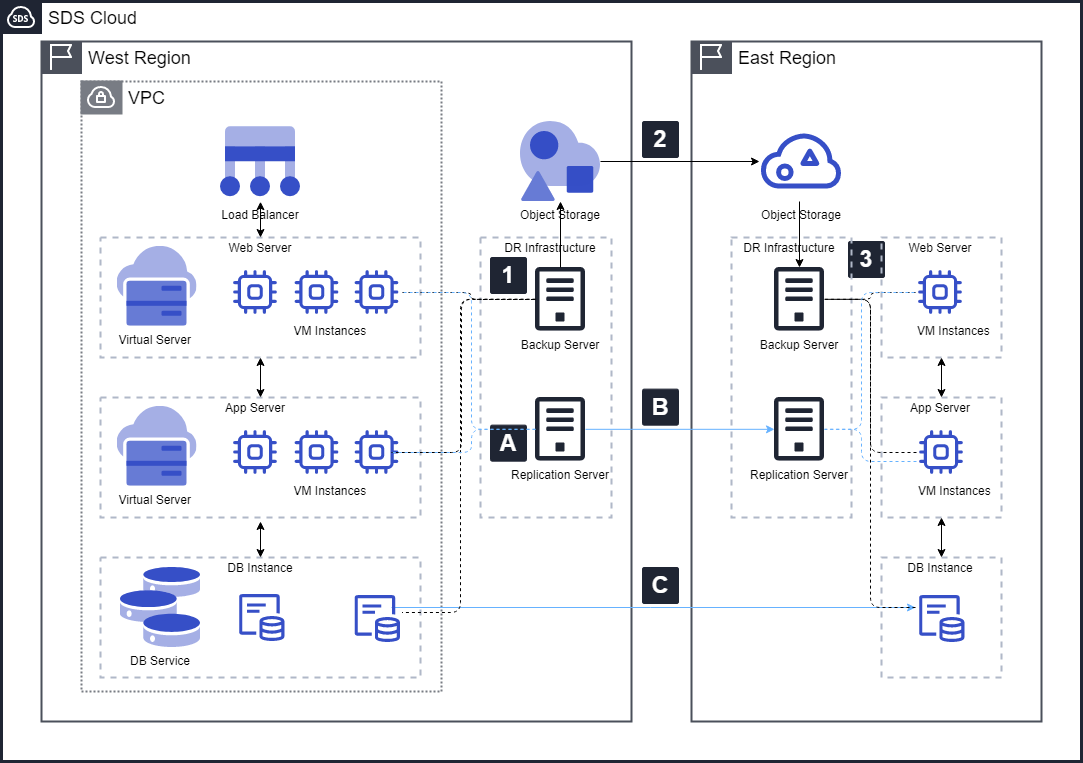 SDS
SDS Cloud
West Region
East Region
VPC
2
Load Balancer
Object Storage
Object Storage
Web Server
DR Infrastructure
DR Infrastructure
Web Server
3
1
Virtual Server
VM Instances
Backup Server
Backup Server
VM Instances
App Server
B
App Server
A
Virtual Server
VM Instances
Replication Server
Replication Server
VM Instances
DB Instance
C
DB Instance
DB Service